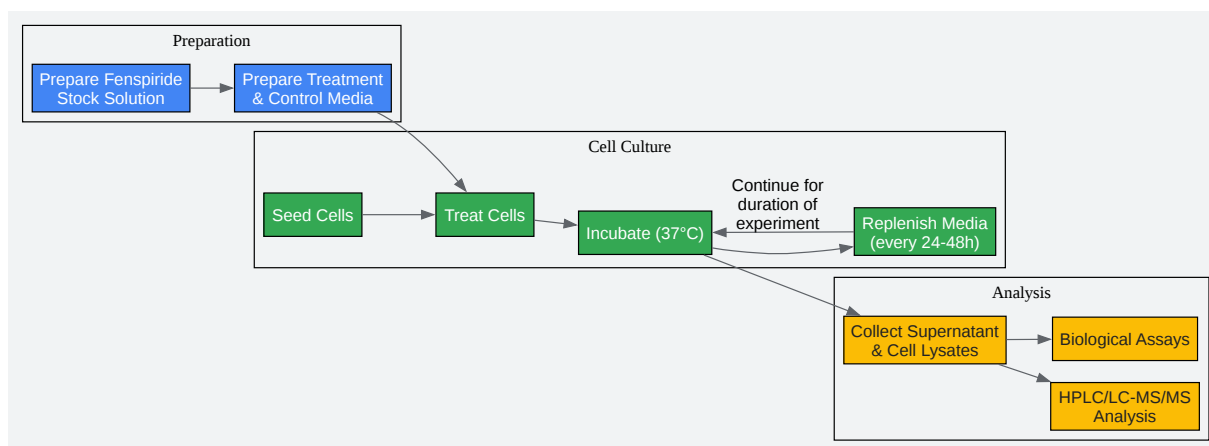 Preparation
Prepare Fenspiride
Stock Solution
Prepare Treatment
& Control Media
Cell Culture
Seed Cells
Treat Cells
Incubate (37°C)
Continue for
duration of
experiment
Replenish Media
(every 24-48h)
Analysis
Collect Supernatant
& Cell Lysates
Biological Assays
HPLC/LC-MS/MS
Analysis